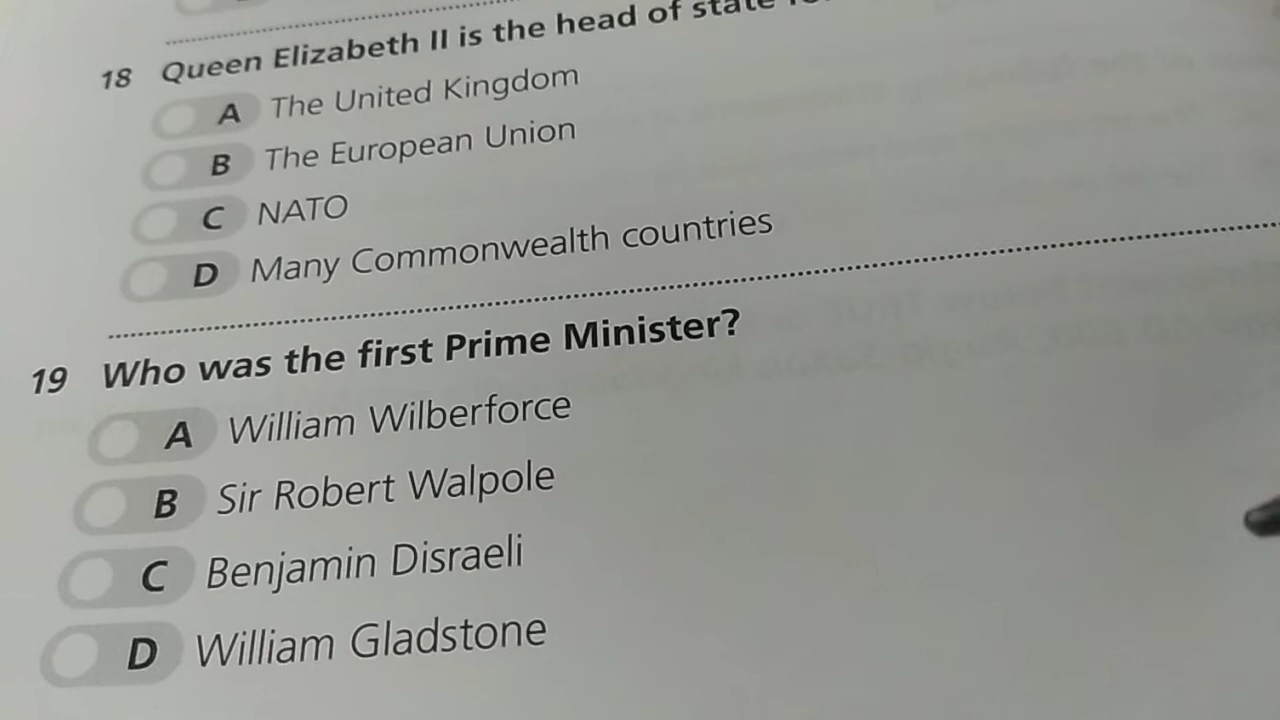 18 Queen Elizabeth II is the head of state
A The United Kingdom
B The European Union
C NATO
D Many Commonwealth countries
19 Who was the first Prime Minister?
A William Wilberforce
B Sir Robert Walpole
C Benjamin Disraeli
D William Gladstone